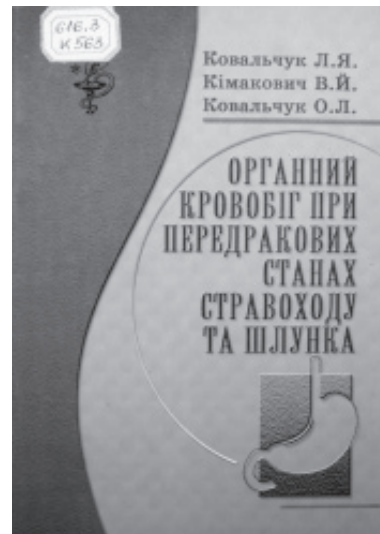 616.3
К 563
Ковальчук Л.Я.
Кімакович В.Й.
Ковальчук О.Л.
ОРГАННИЙ
КРОВОБІГ ПРИ
ПЕРЕДРАКОВИХ
СТАНАХ
СТРАВОХОДУ
ТА ШЛУНКА